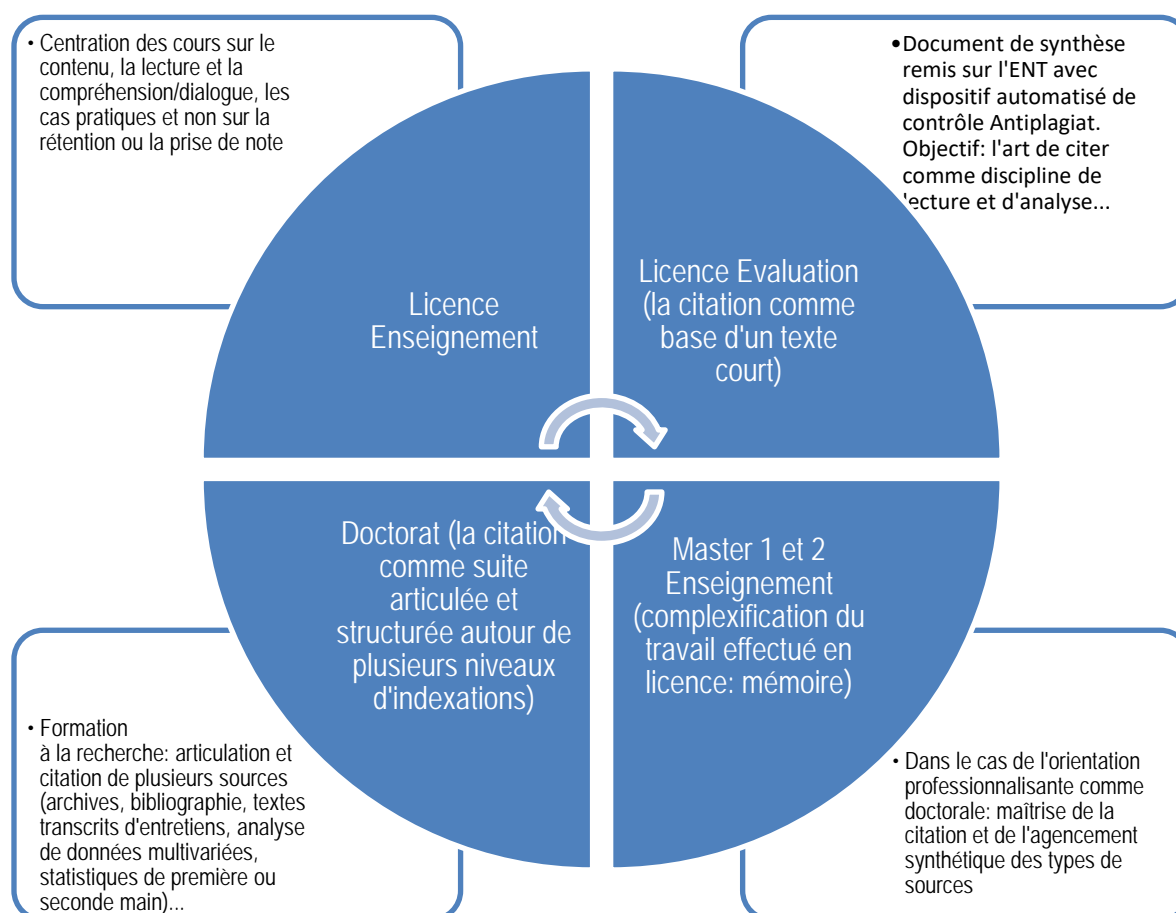 • Centration des cours sur le
contenu, la lecture et la
compréhension/dialogue, les
cas pratiques et non sur la
rétention ou la prise de note
•Document de synthèse
remis sur l'ENT avec
dispositif automatisé de
contrôle Antiplagiat.
Objectif: l'art de citer
comme discipline de
lecture et d'analyse...
Licence
Enseignement
Licence Evaluation
(la citation comme
base d'un texte
court)
Doctorat (la citation
comme suite
articulée et
structurée autour de
plusieurs niveaux
d'indexations)
Master 1 et 2
Enseignement
(complexification du
travail effectué en
licence: mémoire)
• Formation
à la recherche: articulation et
citation de plusieurs sources
(archives, bibliographie, textes
transcrits d'entretiens, analyse
de données multivariées,
statistiques de première ou
seconde main)...
• Dans le cas de l'orientation
professionnalisante comme
doctorale: maîtrise de la
citation et de l'agencement
synthétique des types de
sources